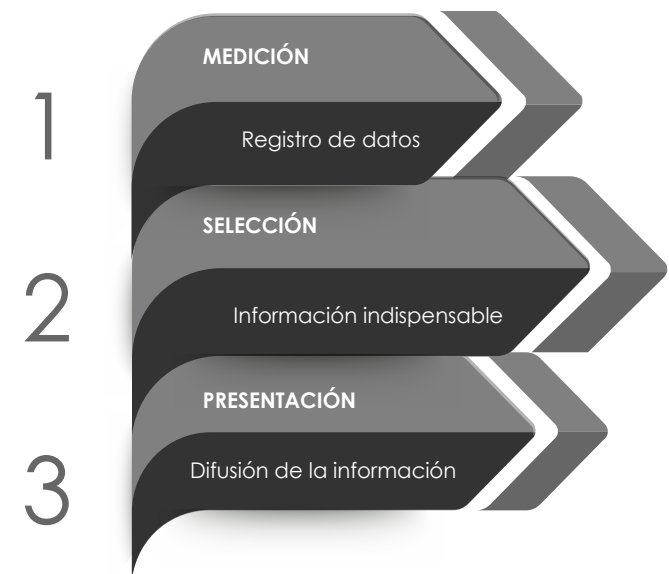 1
MEDICIÓN
Registro de datos
2
SELECCIÓN
Información indispensable
3
PRESENTACIÓN
Difusión de la información